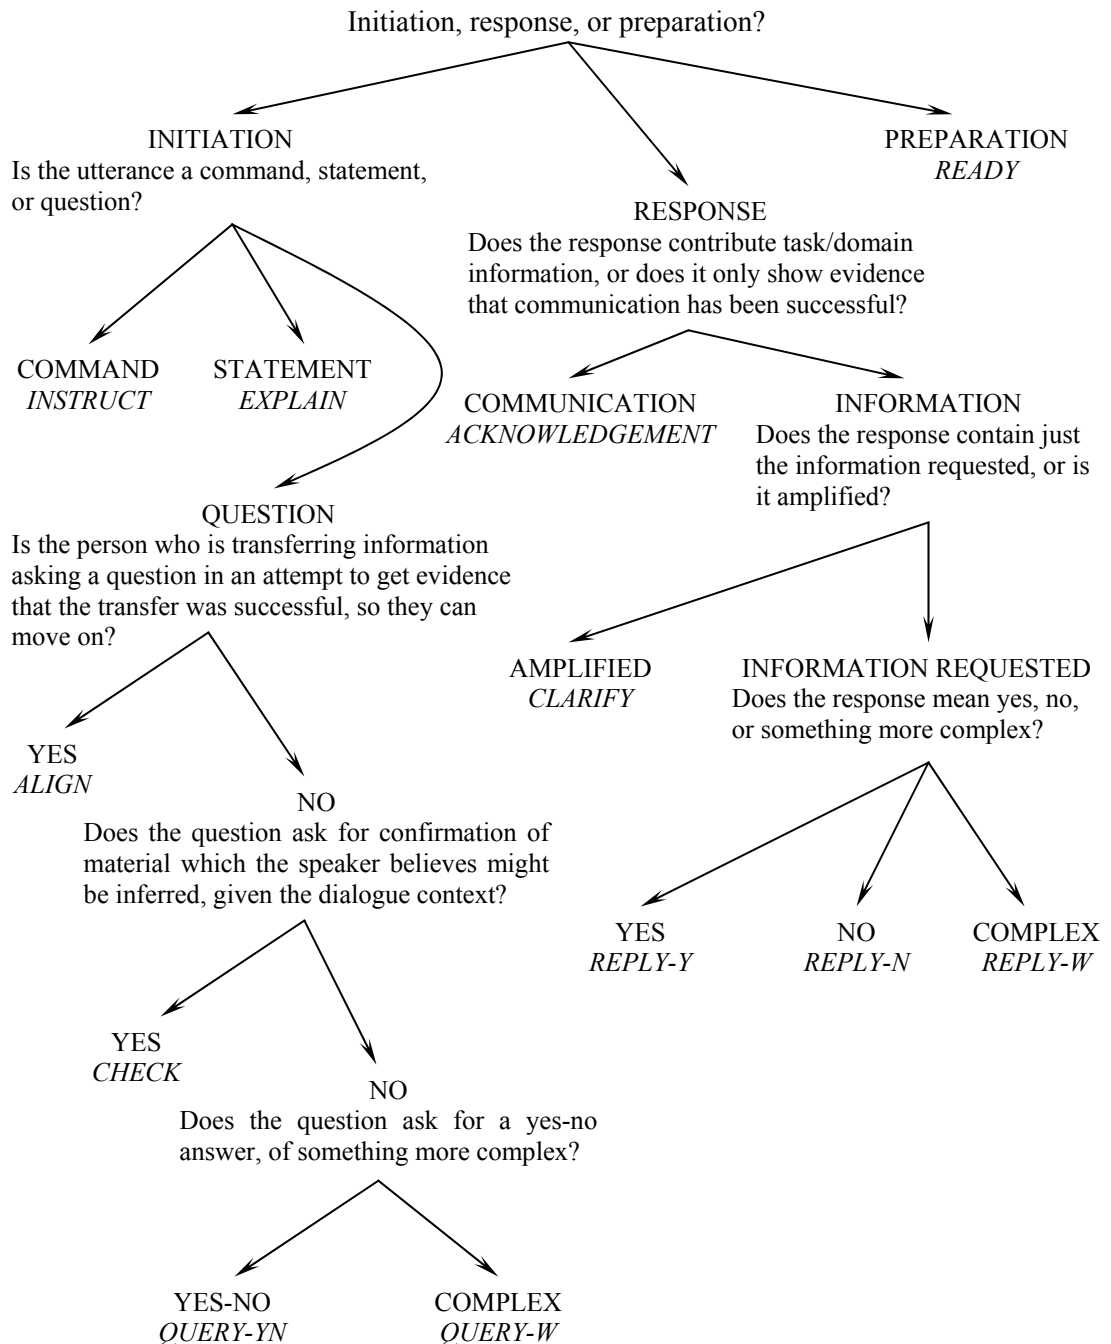 Initiation, response, or preparation?
INITIATION
Is the utterance a command, statement,
or question?
PREPARATION
READY
RESPONSE
Does the response contribute task/domain
information, or does it only show evidence
that communication has been successful?
COMMAND
INSTRUCT
STATEMENT
EXPLAIN
COMMUNICATION
ACKNOWLEDGEMENT
INFORMATION
Does the response contain just
the information requested, or is
it amplified?
QUESTION
Is the person who is transferring information
asking a question in an attempt to get evidence
that the transfer was successful, so they can
move on?
AMPLIFIED
CLARIFY
INFORMATION REQUESTED
Does the response mean yes, no,
or something more complex?
YES
ALIGN
NO
Does the question ask for confirmation of
material which the speaker believes might
be inferred, given the dialogue context?
YES
REPLY-Y
NO
REPLY-N
COMPLEX
REPLY-W
YES
CHECK
NO
Does the question ask for a yes-no
answer, of something more complex?
YES-NO
QUERY-YN
COMPLEX
QUERY-W